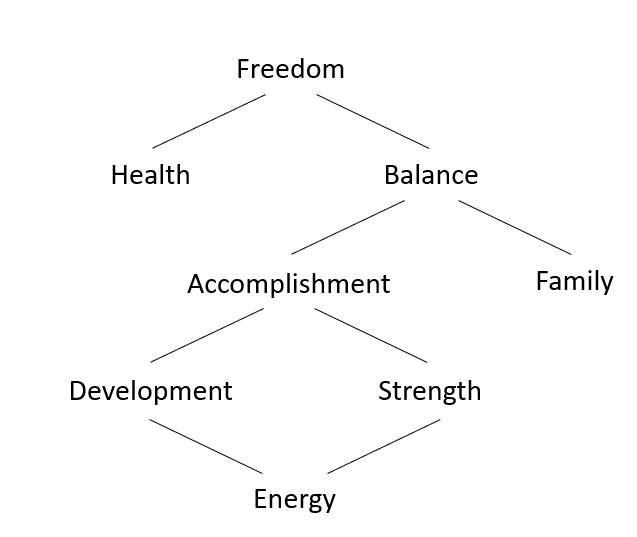 Freedom
Health
Balance
Accomplishment
Family
Development
Strength
Energy